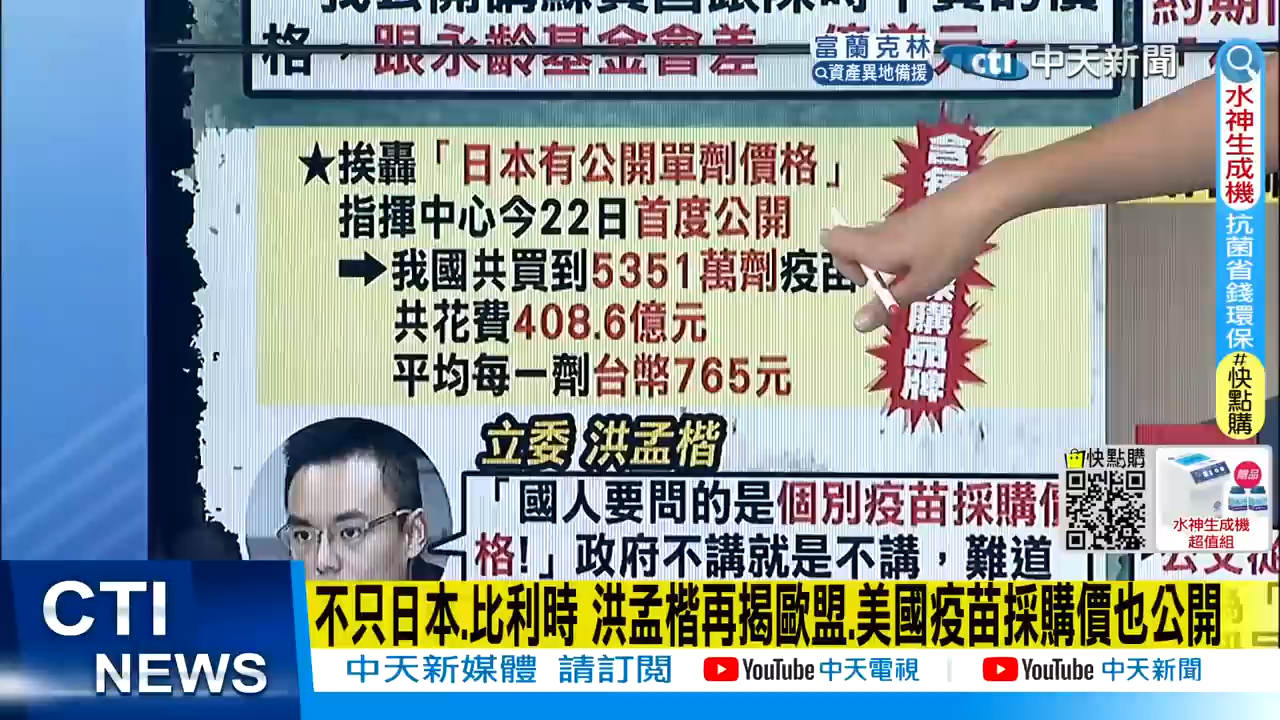 格，跟永齡基金會差
富蘭克林
資產異地備援
cti 中天新聞
★挨轟「日本有公開單劑價格」
指揮中心今22日首度公開
➡我國共買到5351萬劑疫苗
共花費408.6億元
平均每一劑台幣765元
購品牌
立委 洪孟楷
「國人要問的是個別疫苗採購價
格!」政府不講就是不講，難道
水神生成機
抗菌省錢環保
#快點購
快點購
贈品
水神生成機
超值組
CTI
NEWS
不只日本.比利時 洪孟楷再揭歐盟.美國疫苗採購價也公開
中天新媒體 請訂閱 YouTube 中天電視 | YouTube 中天新聞